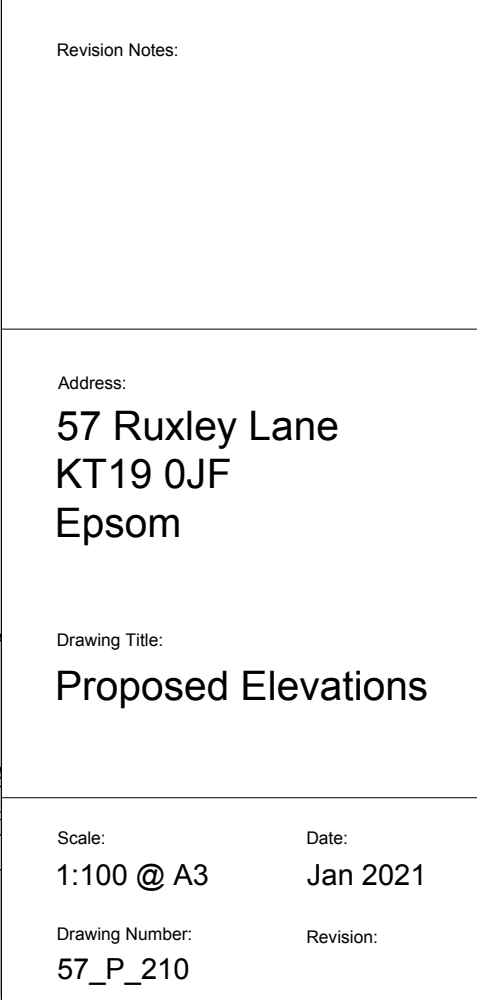 Revision Notes:
Address:
57 Ruxley Lane
KT19 0JF
Epsom
Drawing Title:
Proposed Elevations
Scale:
1:100 @ A3
Date:
Jan 2021
Drawing Number:
57_P_210
Revision: